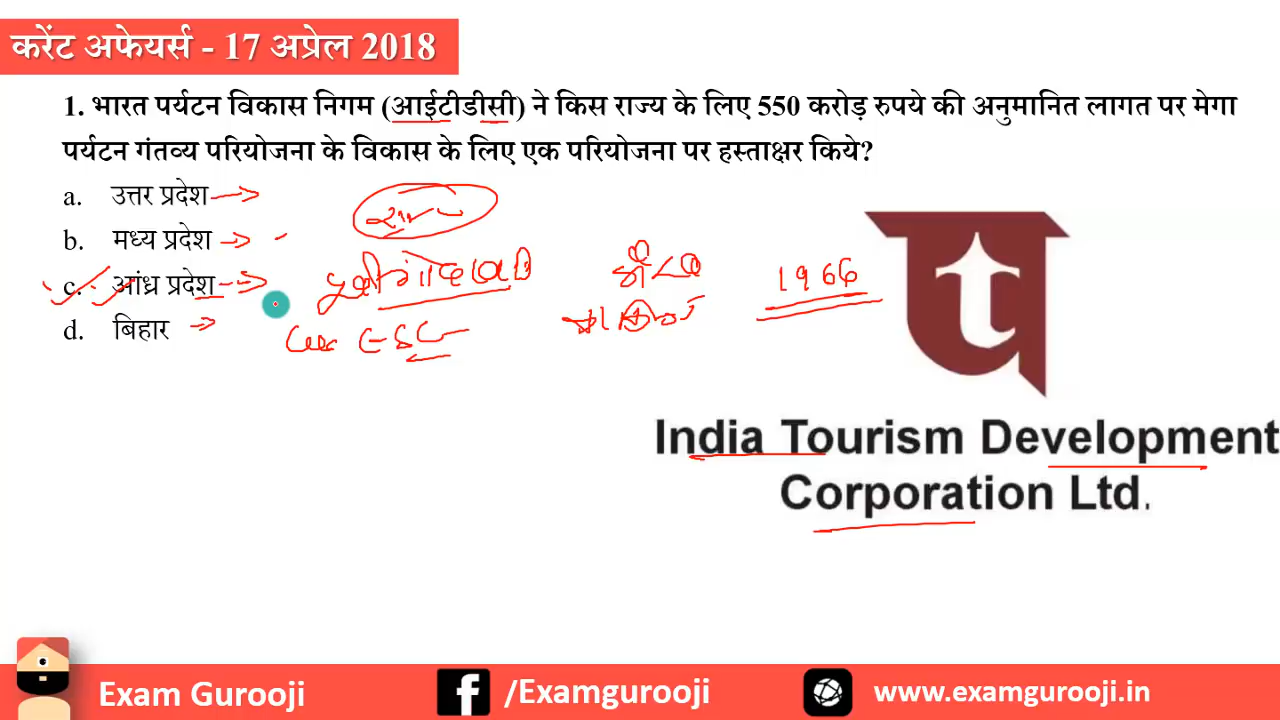 करेंट अफेयर्स - 17 अप्रेल 2018
1. भारत पर्यटन विकास निगम (आईटीडीसी) ने किस राज्य के लिए 550 करोड़ रुपये की अनुमानित लागत पर मेगा
पर्यटन गंतव्य परियोजना के विकास के लिए एक परियोजना पर हस्ताक्षर किये?
a. उत्तर प्रदेश
b. मध्य प्रदेश
c. आंध्र प्रदेश
d. बिहार
1966
India Tourism Development
Corporation Ltd.
Exam Gurooji
/Examgurooji
www.examgurooji.in